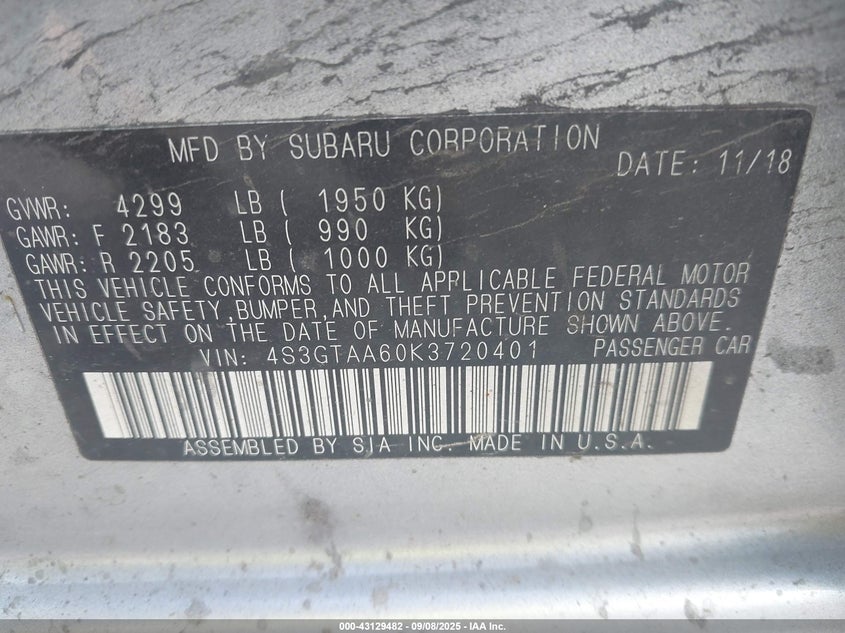 MFD BY SUBARU CORPORATION
DATE: 11/18
GVWR: 4299 LB ( 1950 KG)
GAWR: F 2183 LB ( 990 KG)
GAWR: R 2205 LB ( 1000 KG)
THIS VEHICLE CONFORMS TO ALL APPLICABLE FEDERAL MOTOR
VEHICLE SAFETY,BUMPER,AND THEFT PREVENTION STANDARDS
IN EFFECT ON THE DATE OF MANUFACTURE SHOWN ABOVE.
VIN: 4S3GTAA60K3720401 PASSENGER CAR
ASSEMBLED BY SIA INC. MADE IN U.S.A.
000-43129482 - 09/08/2025 - IAA Inc.